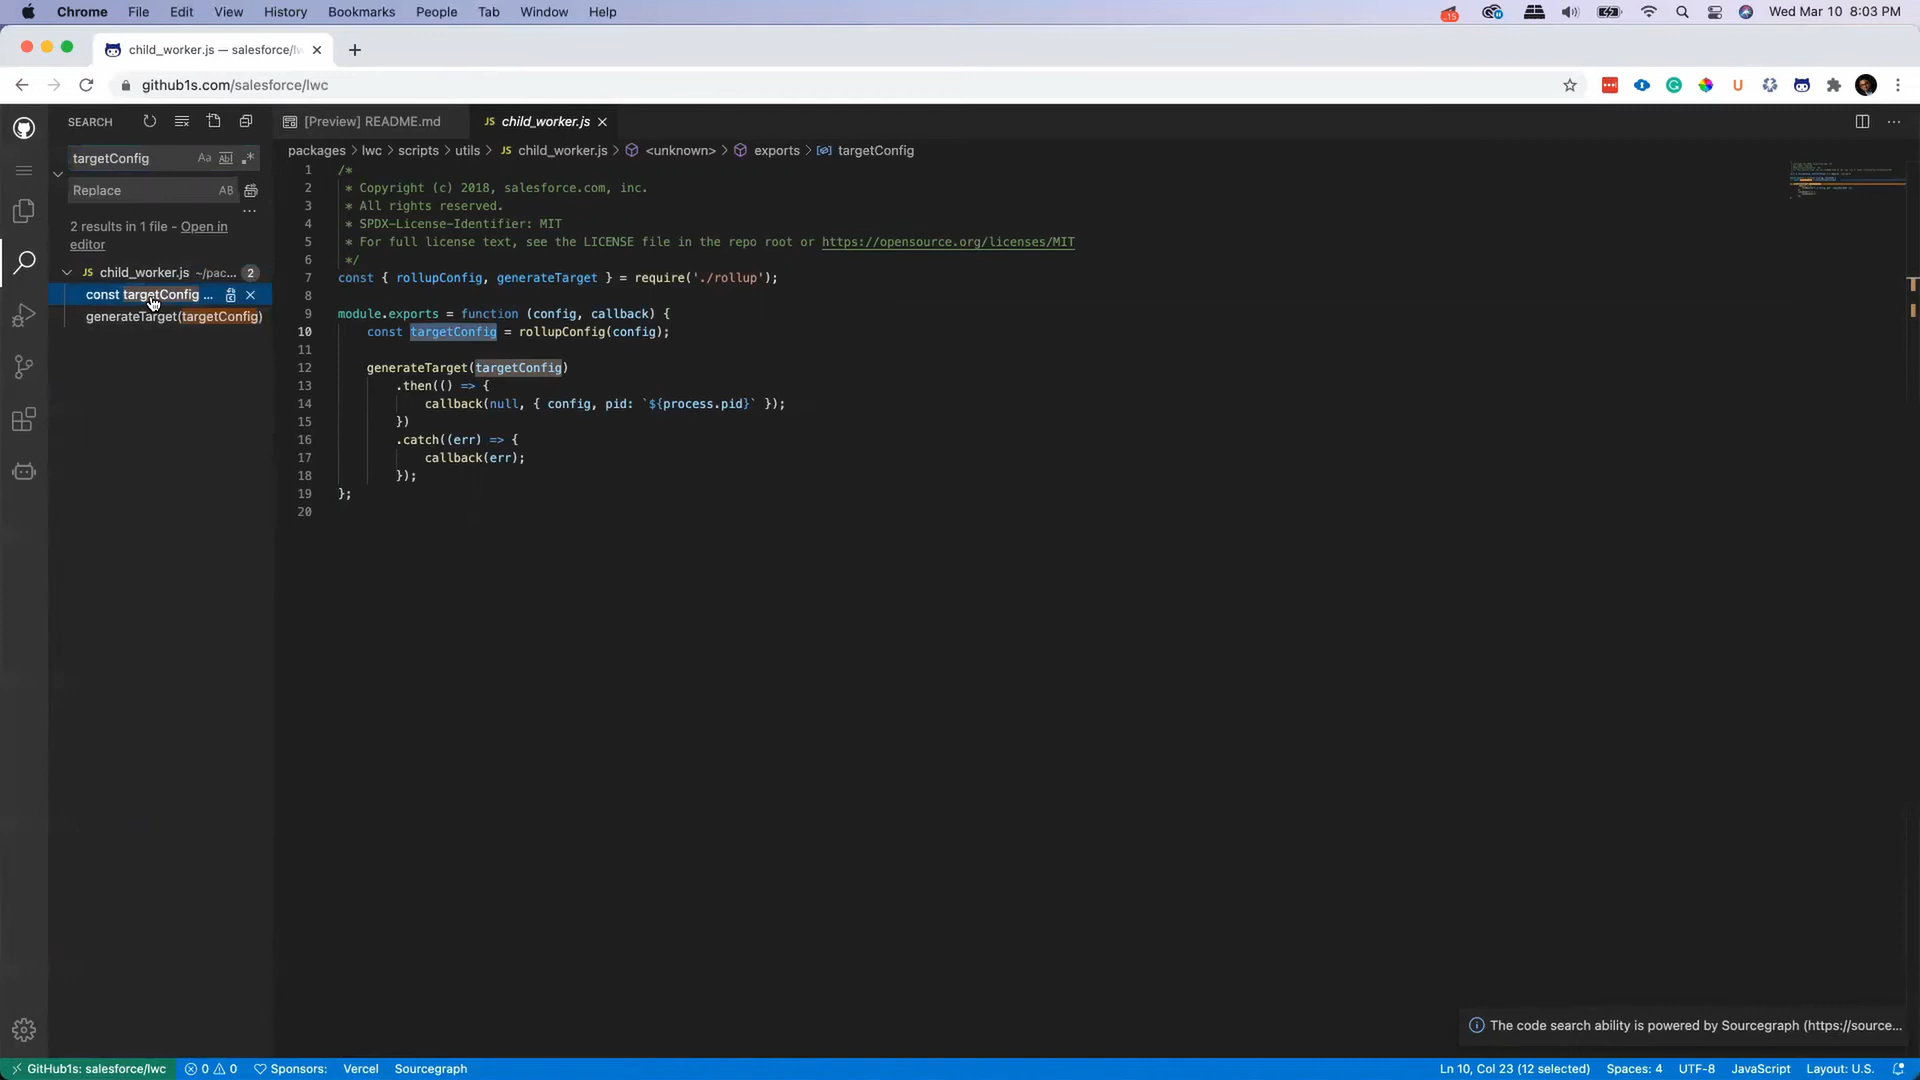 Chrome File Edit View History Bookmarks People Tab Window Help
15
Wed Mar 10 8:03 PM
child_worker.js — salesforce/lw
github1s.com/salesforce/lwc
U
SEARCH
[Preview] README.md
JS child_worker.js
packages > lwc > scripts > utils > JS child_worker.js > <unknown> > exports > targetConfig
targetConfig
Aa Abl .*
Replace
AB
...
2 results in 1 file - Open in
editor
JS child_worker.js ~/pac... 2
const targetConfig ...
generateTarget(targetConfig)
1 /*
2 * Copyright (c) 2018, salesforce.com, inc.
3 * All rights reserved.
4 * SPDX-License-Identifier: MIT
5 * For full license text, see the LICENSE file in the repo root or https://opensource.org/licenses/MIT
6 */
7 const { rollupConfig, generateTarget } = require('./rollup');
8
9 module.exports = function (config, callback) {
10 const targetConfig = rollupConfig(config);
11
12 generateTarget(targetConfig)
13 .then(() => {
14 callback(null, { config, pid: `${process.pid}` });
15 })
16 .catch((err) => {
17 callback(err);
18 });
19 };
20
The code search ability is powered by Sourcegraph (https://source...
GitHub1s: salesforce/lwc 0 0 Sponsors: Vercel Sourcegraph
Ln 10, Col 23 (12 selected) Spaces: 4 UTF-8 JavaScript Layout: U.S.